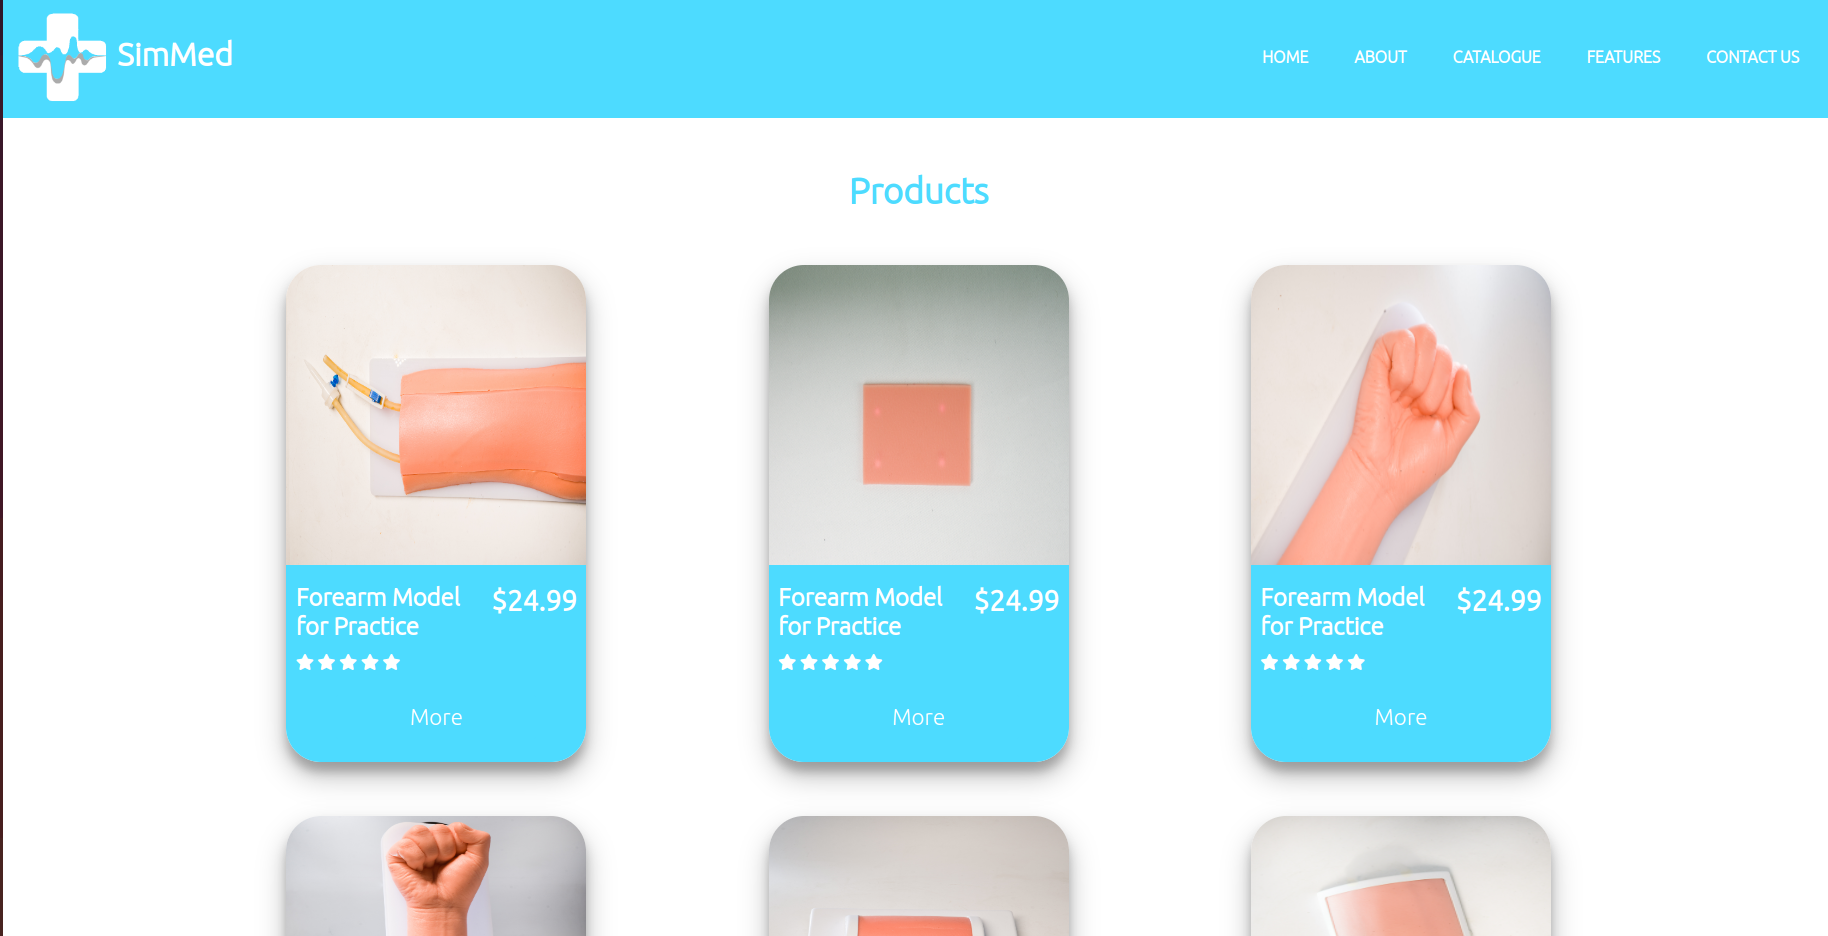 SimMed
HOME ABOUT CATALOGUE FEATURES CONTACT US
Products
Forearm Model $24.99
for Practice
More
Forearm Model $24.99
for Practice
More
Forearm Model $24.99
for Practice
More